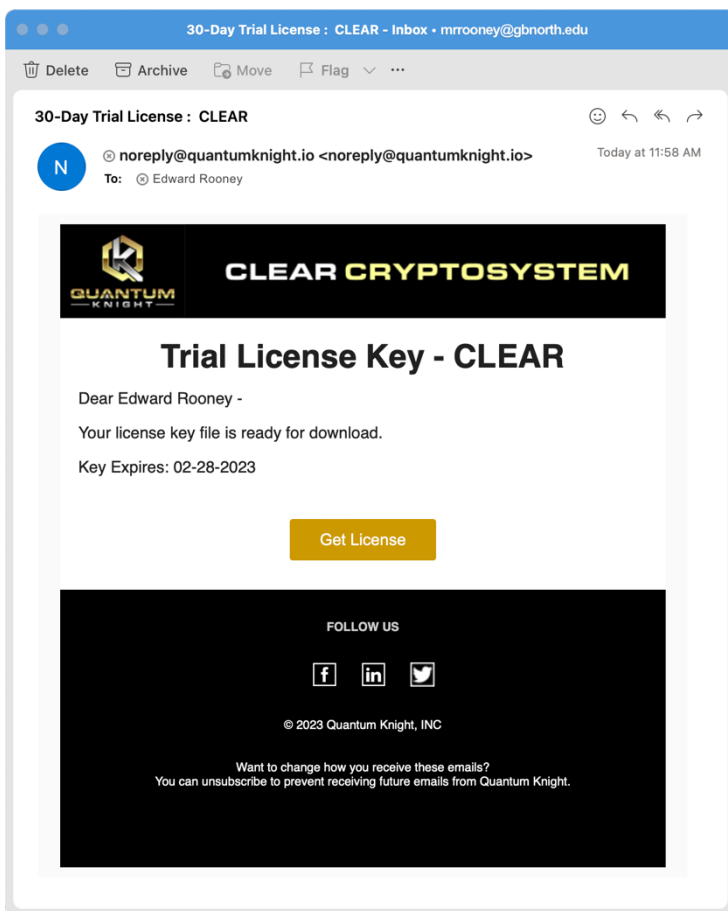 30-Day Trial License : CLEAR - Inbox • mrrooney@gbnorth.edu
Delete Archive Move Flag ...
30-Day Trial License : CLEAR
N
noreply@quantumknight.io <noreply@quantumknight.io>
Today at 11:58 AM
To: Edward Rooney
QUANTUM
KNIGHT
CLEAR CRYPTOSYSTEM
Trial License Key - CLEAR
Dear Edward Rooney -
Your license key file is ready for download.
Key Expires: 02-28-2023
Get License
FOLLOW US
© 2023 Quantum Knight, INC
Want to change how you receive these emails?
You can unsubscribe to prevent receiving future emails from Quantum Knight.